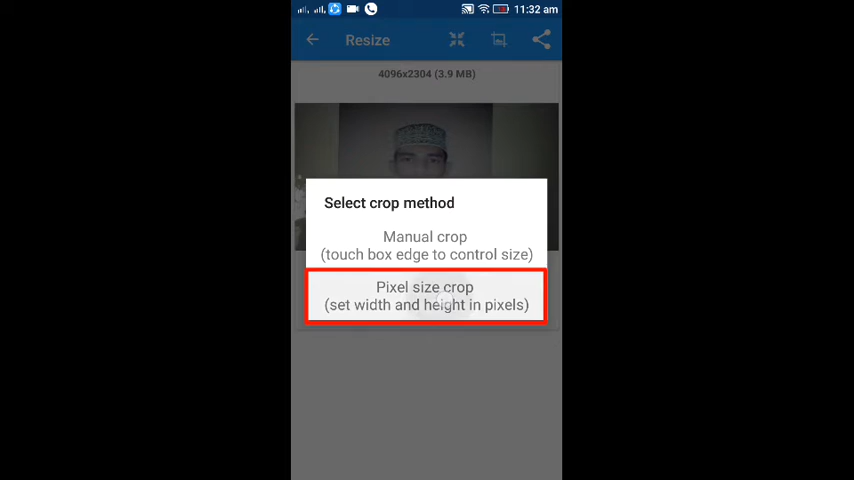 11:32 am
Resize
4096x2304 (3.9 MB)
Select crop method
Manual crop
(touch box edge to control size)
Pixel size crop
(set width and height in pixels)